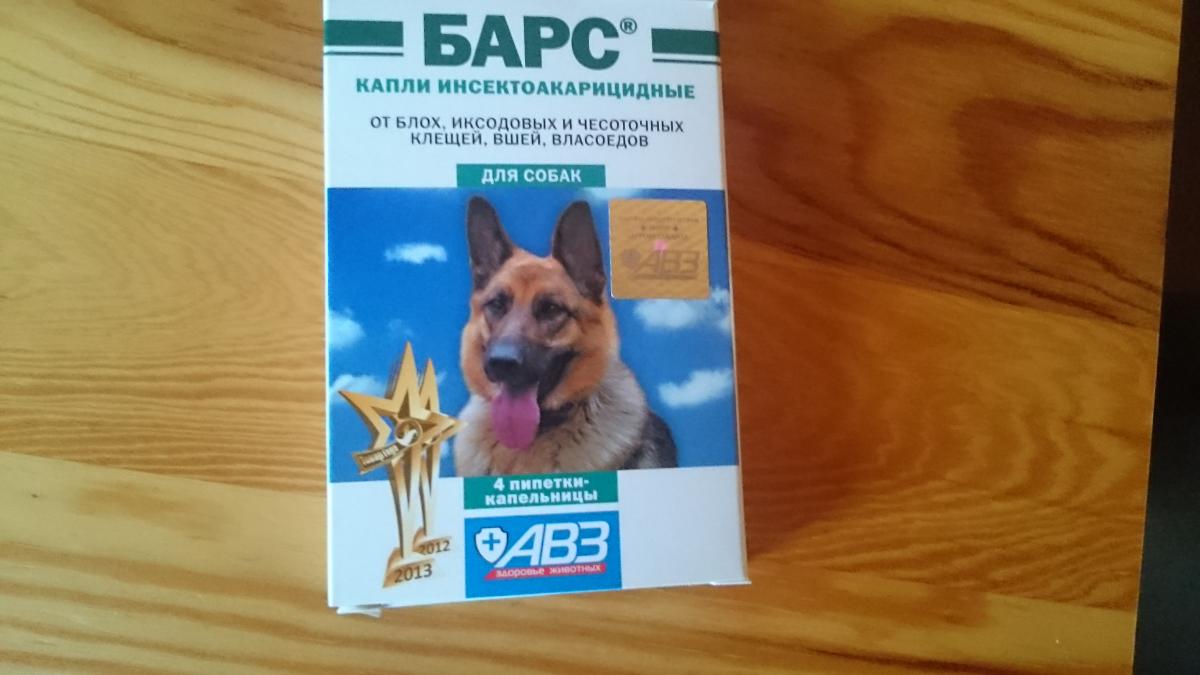 БАРС®
КАПЛИ ИНСЕКТОАКАРИЦИДНЫЕ
ОТ БЛОХ, ИКСОДОВЫХ И ЧЕСОТОЧНЫХ
КЛЕЩЕЙ, ВШЕЙ, ВЛАСОЕДОВ
ДЛЯ СОБАК
АВЗ
4 пипетки-
капельницы
АВЗ
здоровье животных
2012
2013